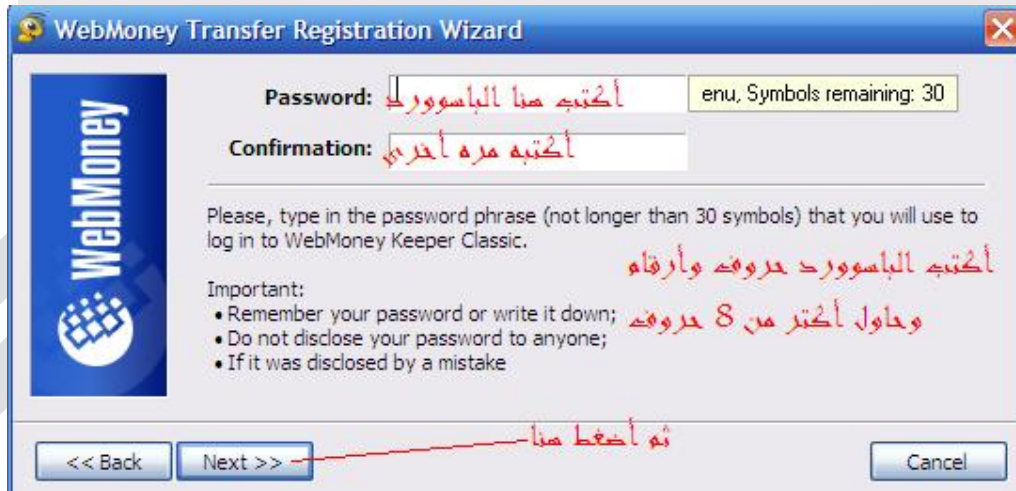 WebMoney Transfer Registration Wizard
Password: أكتب هنا الباسوورد
enu, Symbols remaining: 30
Confirmation: أكتبه مره أخرى
WebMoney
Please, type in the password phrase (not longer than 30 symbols) that you will use to
log in to WebMoney Keeper Classic.
أكتب الباسوورد حروف وأرقام
Important:
• Remember your password or write it down;
وحاول أكتر من 8 حروف
• Do not disclose your password to anyone;
• If it was disclosed by a mistake
ثم أضغط هنا
<< Back
Next >>
Cancel